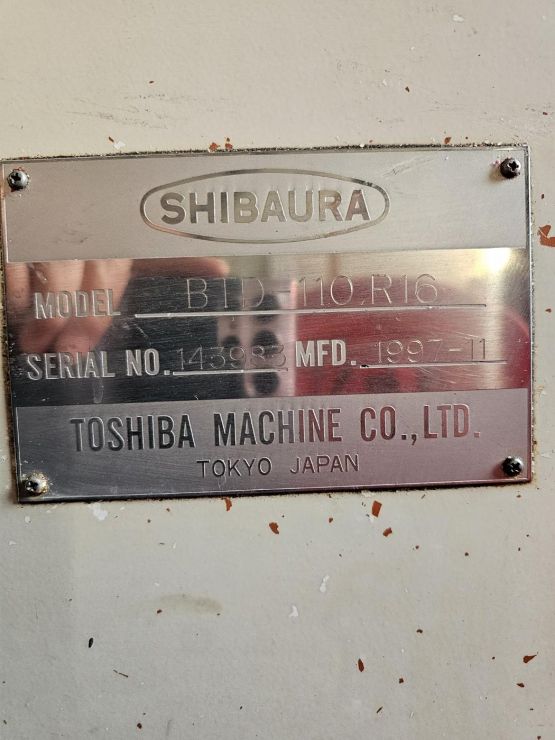 SHIBAURA
MODEL BTD-110.R16
SERIAL NO. 143983 MFD. 1997-11
TOSHIBA MACHINE CO., LTD.
TOKYO JAPAN